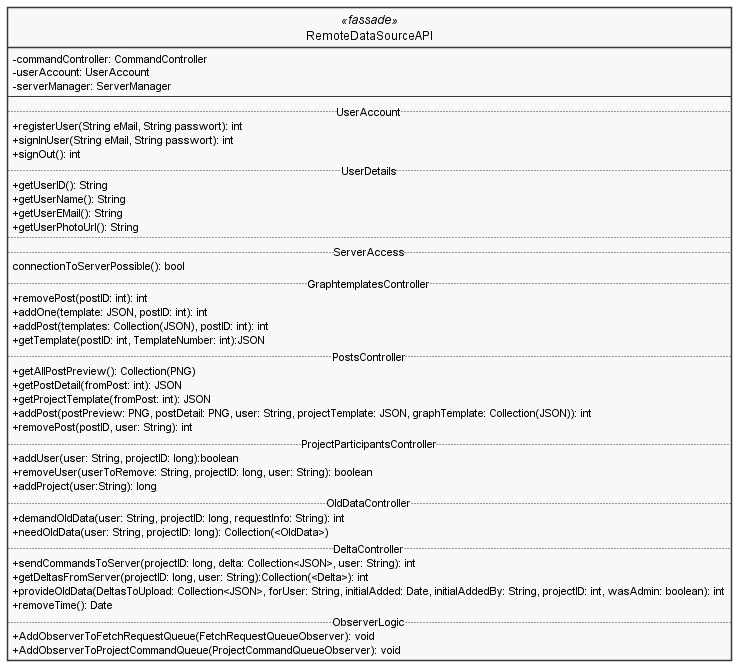 «fassade»
RemoteDataSourceAPI
-commandController: CommandController
-userAccount: UserAccount
-serverManager: ServerManager
UserAccount
+registerUser(String eMail, String passwort): int
+signInUser(String eMail, String passwort): int
+signOut(): int
UserDetails
+getUserID(): String
+getUserName(): String
+getUserEMail(): String
+getUserPhotoUrl(): String
ServerAccess
connectionToServerPossible(): bool
GraphtemplatesController
+removePost(postID: int): int
+addOne(template: JSON, postID: int): int
+addPost(templates: Collection(JSON), postID: int): int
+getTemplate(postID: int, TemplateNumber: int):JSON
PostsController
+getAllPostPreview(): Collection(PNG)
+getPostDetail(fromPost: int): JSON
+getProjectTemplate(fromPost: int): JSON
+addPost(postPreview: PNG, postDetail: PNG, user: String, projectTemplate: JSON, graphTemplate: Collection(JSON)): int
+removePost(postID, user: String): int
ProjectParticipantsController
+addUser(user: String, projectID: long):boolean
+removeUser(userToRemove: String, projectID: long, user: String): boolean
+addProject(user:String): long
OldDataController
+demandOldData(user: String, projectID: long, requestInfo: String): int
+needOldData(user: String, projectID: long): Collection(<OldData>)
DeltaController
+sendCommandsToServer(projectID: long, delta: Collection<JSON>, user: String): int
+getDeltasFromServer(projectID: long, user: String):Collection(<Delta>): int
+provideOldData(DeltasToUpload: Collection<JSON>, forUser: String, initialAdded: Date, initialAddedBy: String, projectID: int, wasAdmin: boolean): int
+removeTime(): Date
ObserverLogic
+AddObserverToFetchRequestQueue(FetchRequestQueueObserver): void
+AddObserverToProjectCommandQueue(ProjectCommandQueueObserver): void